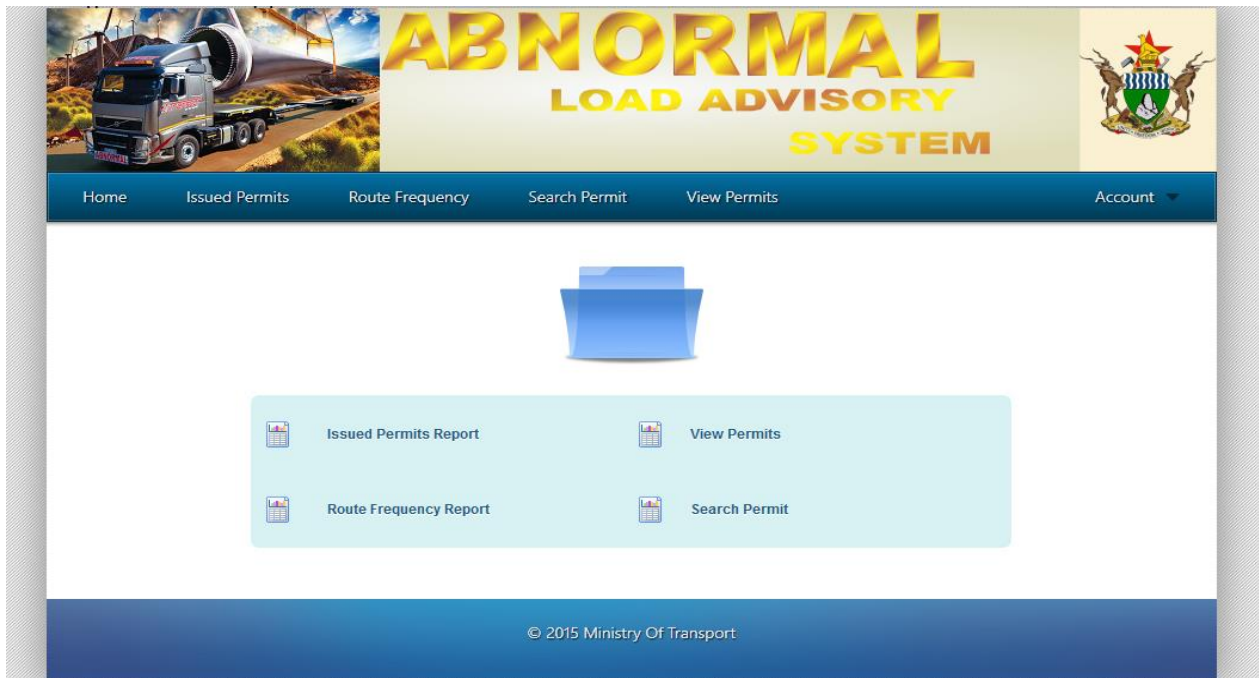 ABNORMAL
LOAD ADVISORY
SYSTEM
ABNORMAL
Home Issued Permits Route Frequency Search Permit View Permits Account
Issued Permits Report View Permits
Route Frequency Report Search Permit
© 2015 Ministry Of Transport